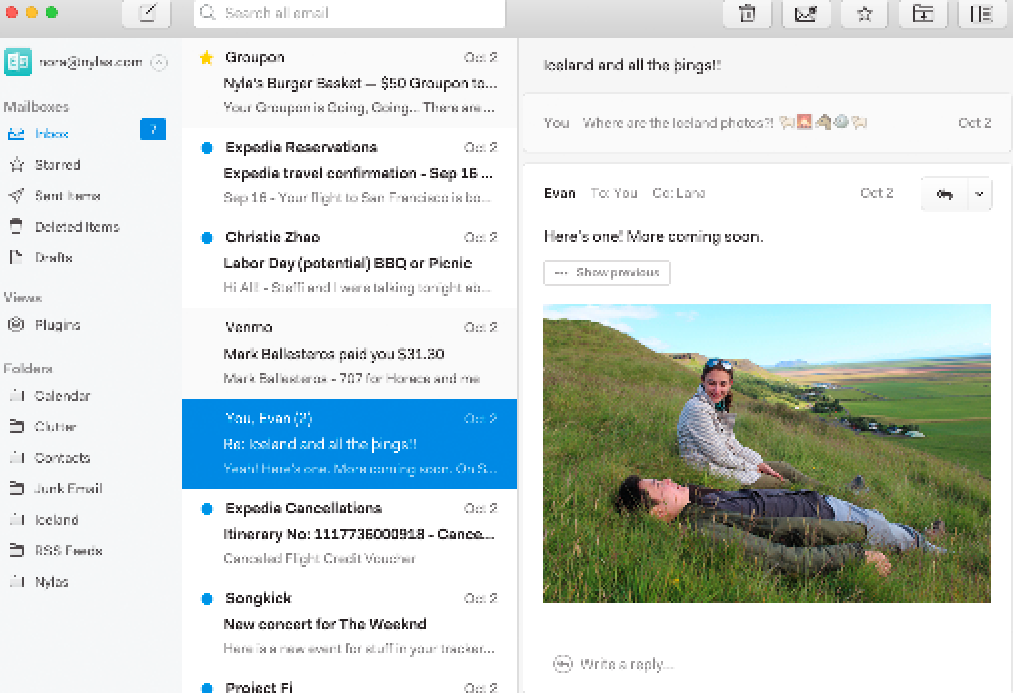 Search all email
nora@nylas.com
Mailboxes
Inbox
7
Starred
Sent Items
Deleted Items
Drafts
Views
Plugins
Folders
Calendar
Clutter
Contacts
Junk Email
Iceland
RSS Feeds
Nylas
Groupon Oct 2
Nyla's Burger Basket — $50 Groupon to...
Your Groupon is Going, Going... There are ...
Expedia Reservations Oct 2
Expedia travel confirmation - Sep 16 ...
Sep 16 - Your flight to San Francisco is bo...
Christie Zhao Oct 2
Labor Day (potential) BBQ or Picnic
Hi All! - Steffi and I were talking tonight ab...
Venmo Oct 2
Mark Ballesteros paid you $31.30
Mark Ballesteros - 707 for Horace and me
You, Evan (2) Oct 2
Re: Iceland and all the þings!!
Yeah! Here's one. More coming soon. On S...
Expedia Cancellations Oct 2
Itinerary No: 1117736000918 - Cance...
Canceled Flight Credit Voucher
Songkick Oct 2
New concert for The Weeknd
Here is a new event for stuff in your tracker...
Project Fi Oct 2
Iceland and all the þings!!
You Where are the Iceland photos?! Oct 2
Evan To: You Cc: Lana Oct 2
Here's one! More coming soon.
Show previous
Write a reply...